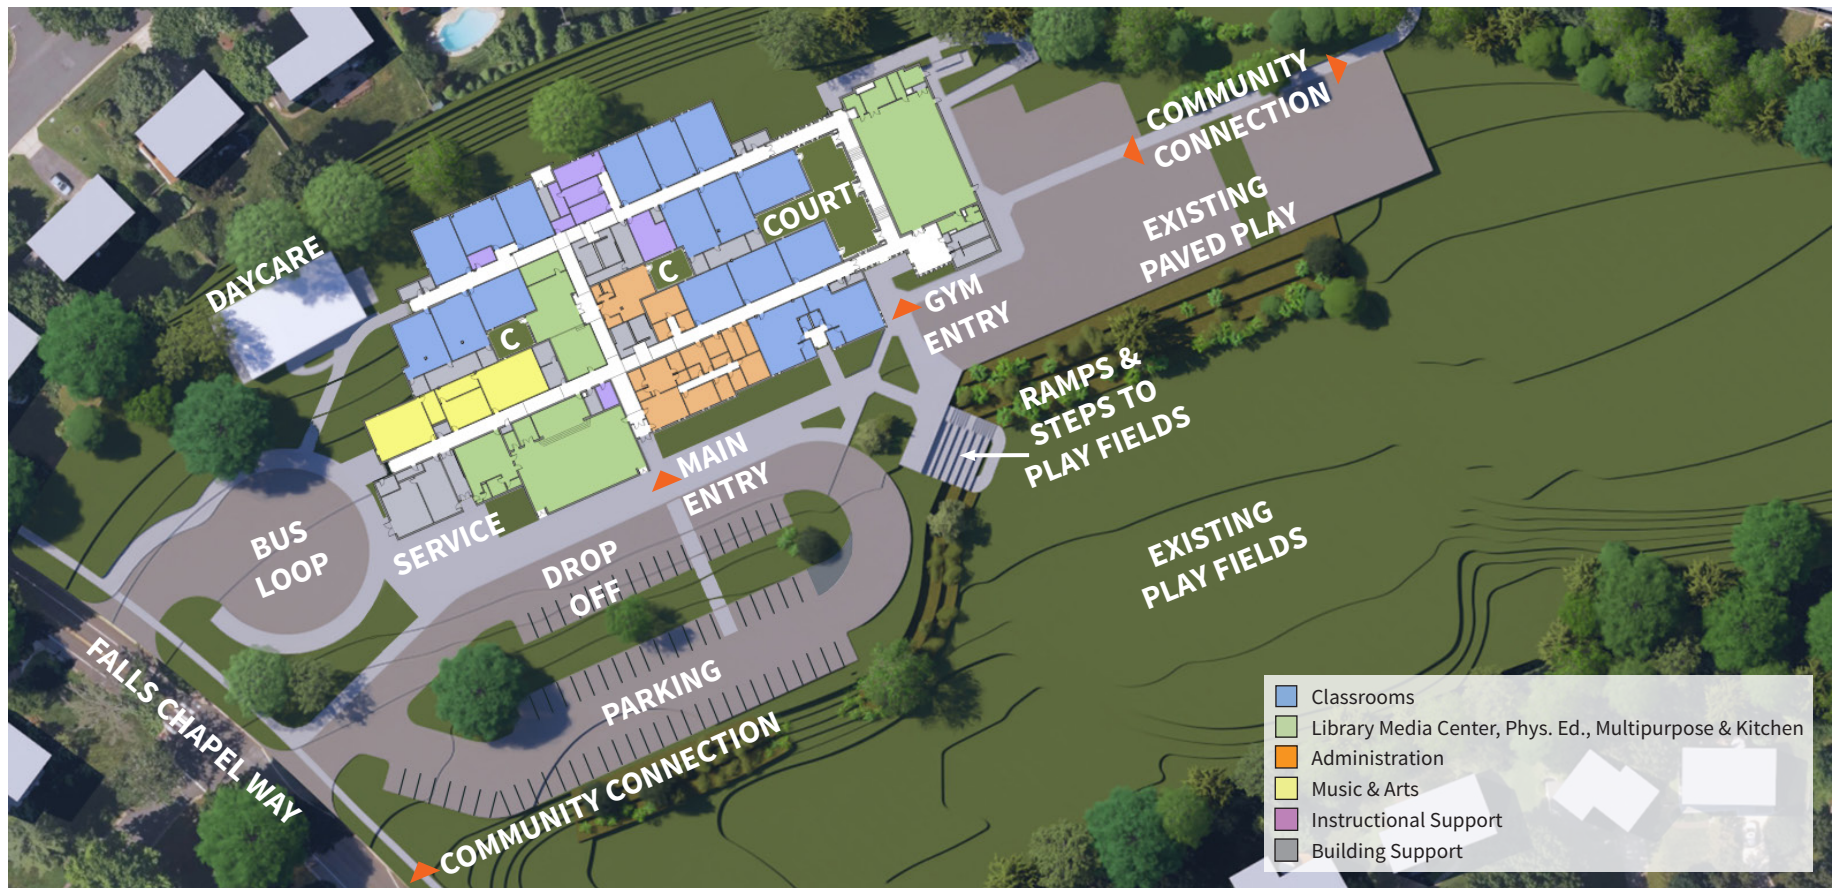 COMMUNITY
CONNECTION
DAYCARE
COURT
EXISTING
PAVED PLAY
C
C
GYM
ENTRY
RAMPS &
STEPS TO
PLAY FIELDS
MAIN
ENTRY
BUS
LOOP
SERVICE
DROP
OFF
EXISTING
PLAY FIELDS
PARKING
FALLS CHAPEL WAY
COMMUNITY CONNECTION
Classrooms
Library Media Center, Phys. Ed., Multipurpose & Kitchen
Administration
Music & Arts
Instructional Support
Building Support